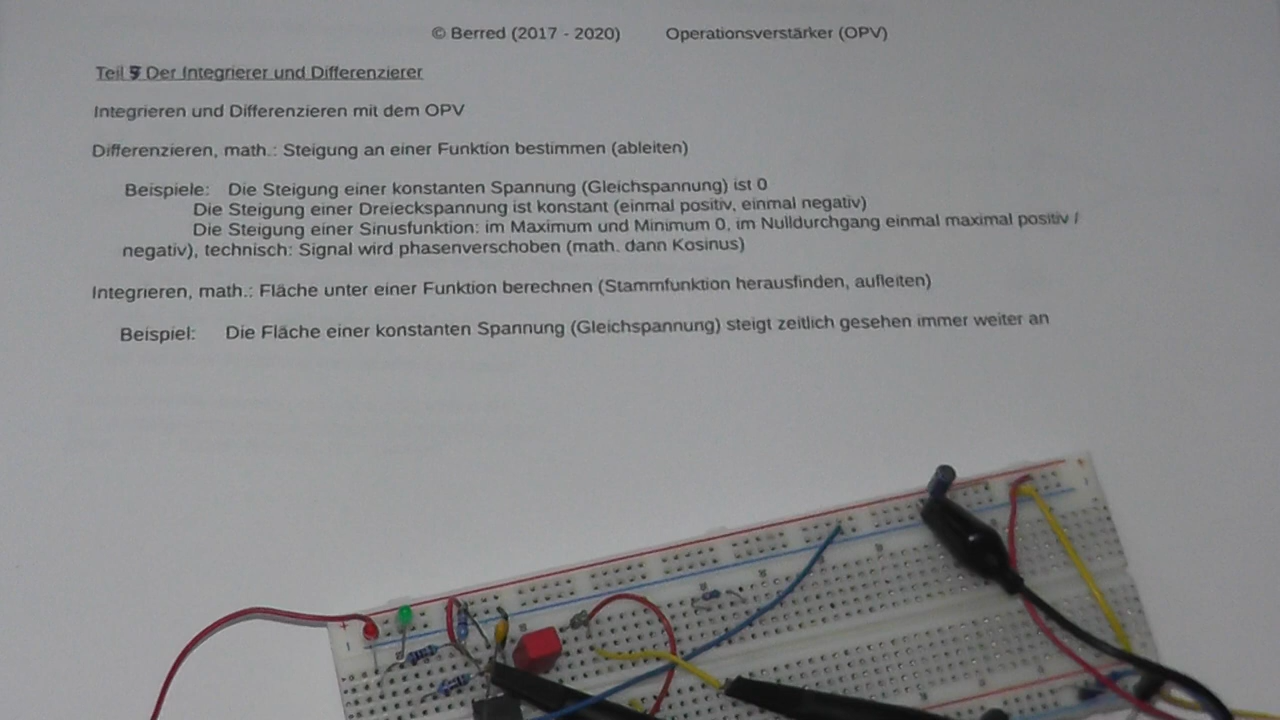 © Berred (2017 - 2020) Operationsverstärker (OPV)
Teil Der Integrierer und Differenzierer
Integrieren und Differenzieren mit dem OPV
Differenzieren, math.: Steigung an einer Funktion bestimmen (ableiten)
Beispiele: Die Steigung einer konstanten Spannung (Gleichspannung) ist 0
Die Steigung einer Dreieckspannung ist konstant (einmal positiv, einmal negativ)
Die Steigung einer Sinusfunktion: im Maximum und Minimum 0, im Nulldurchgang einmal maximal positiv /
negativ), technisch: Signal wird phasenverschoben (math. dann Kosinus)
Integrieren, math.: Fläche unter einer Funktion berechnen (Stammfunktion herausfinden, aufleiten)
Beispiel: Die Fläche einer konstanten Spannung (Gleichspannung) steigt zeitlich gesehen immer weiter an